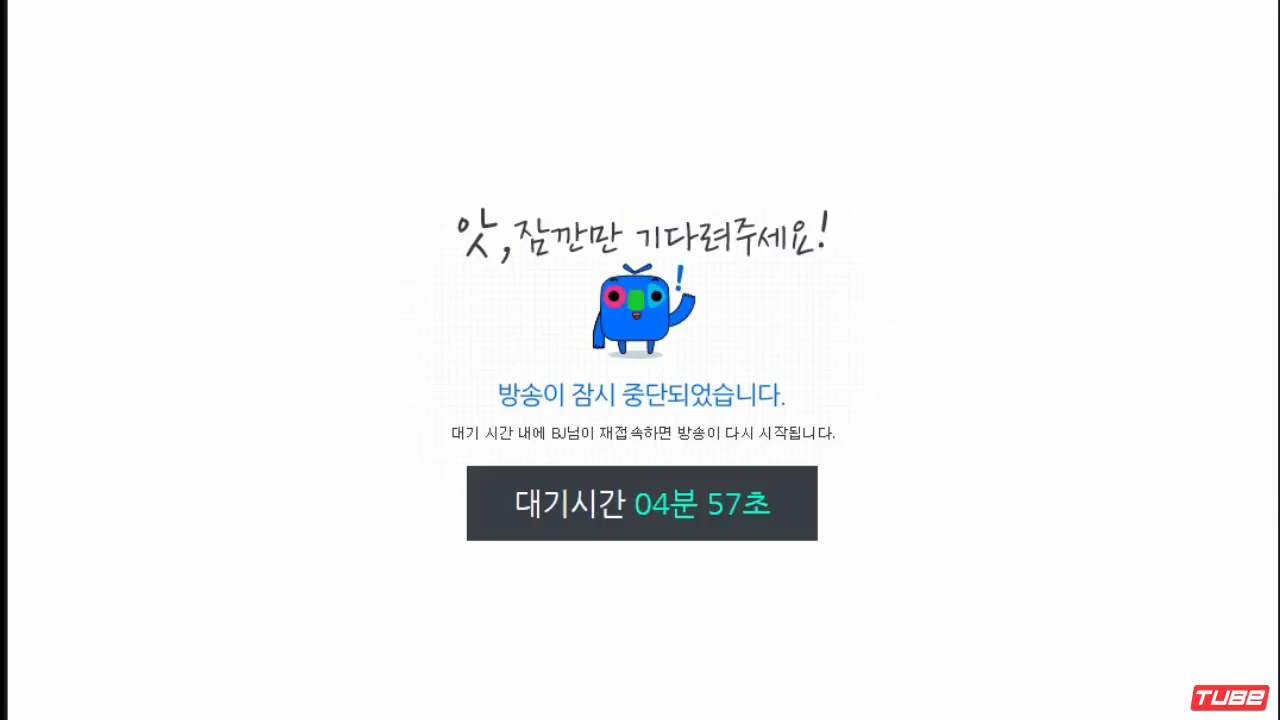 앗, 잠깐만 기다려주세요!
!
방송이 잠시 중단되었습니다.
대기 시간 내에 BJ님이 재접속하면 방송이 다시 시작됩니다.
대기시간 04분 57초
TUBE